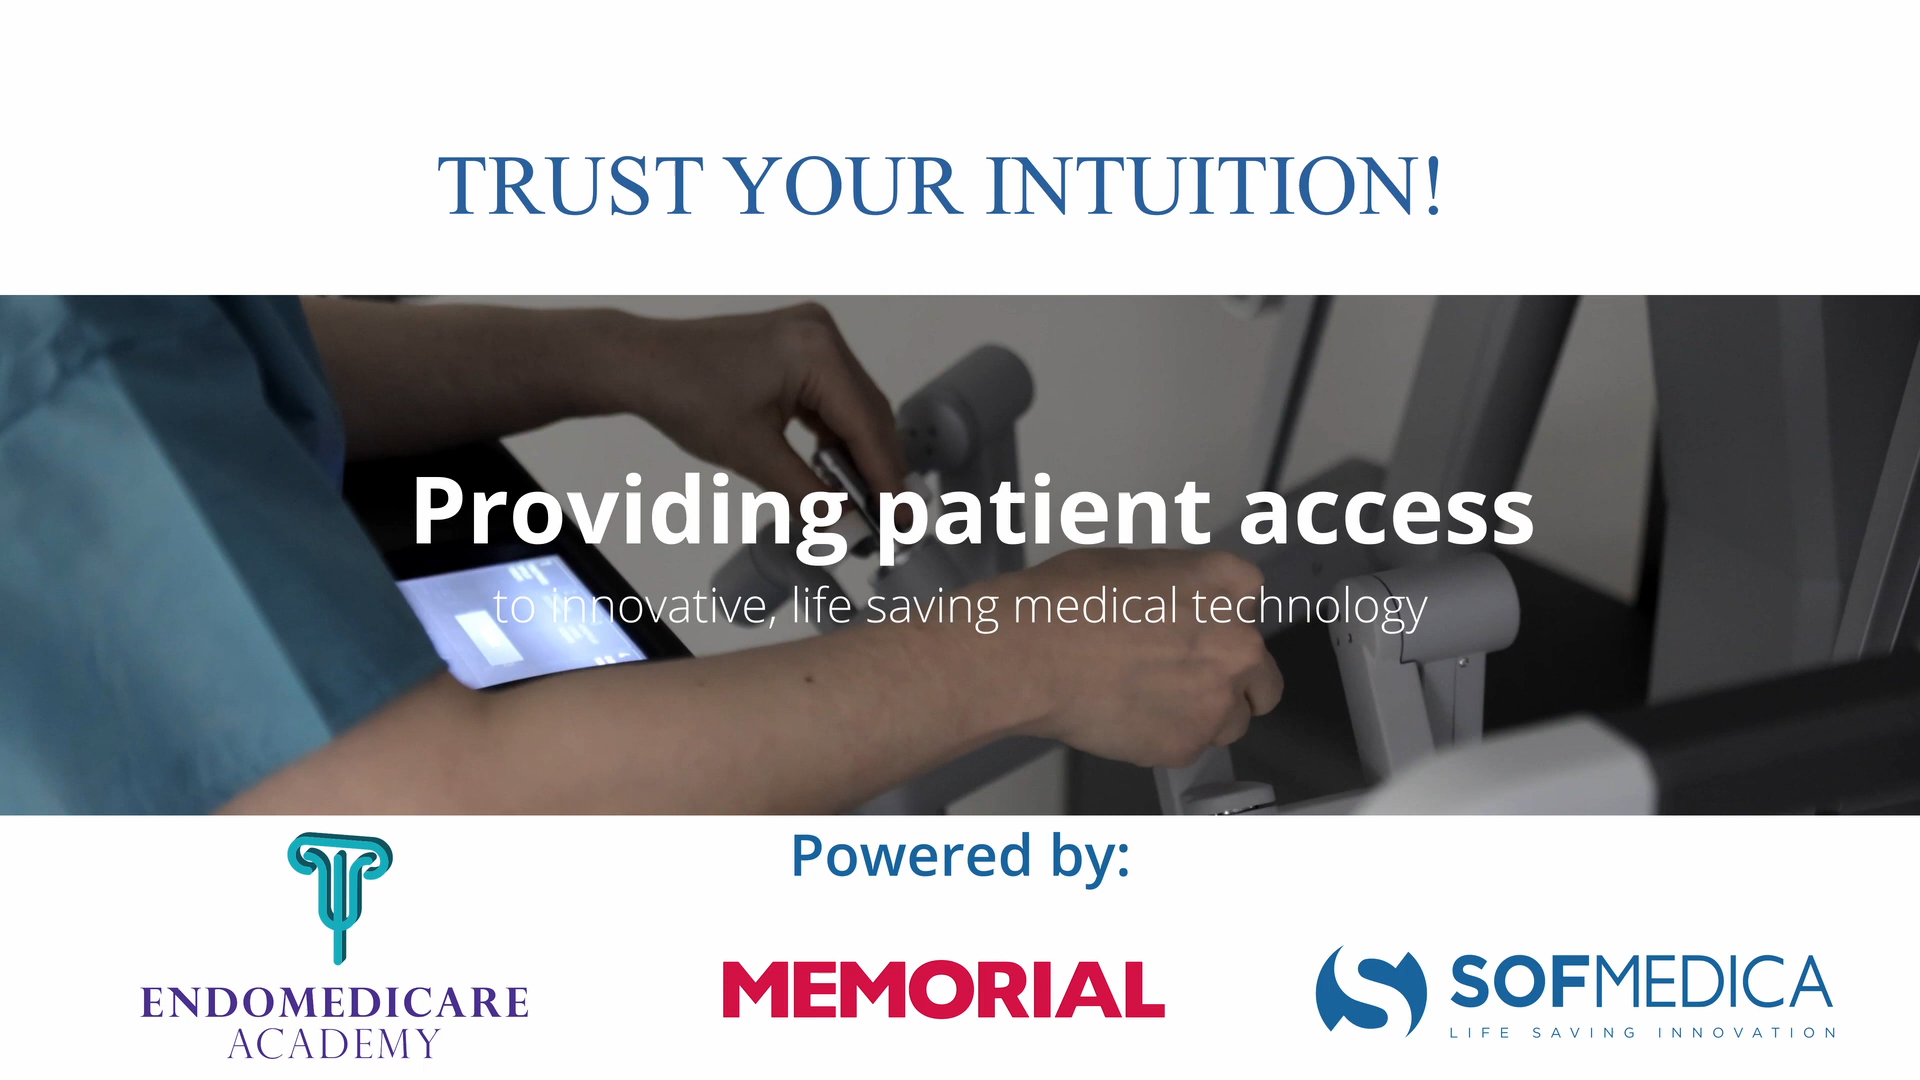 TRUST YOUR INTUITION!
Providing patient access
to innovative, life saving medical technology
Powered by:
ENDOMEDICARE
ACADEMY
MEMORIAL
SOFMEDICA
LIFE SAVING INNOVATION